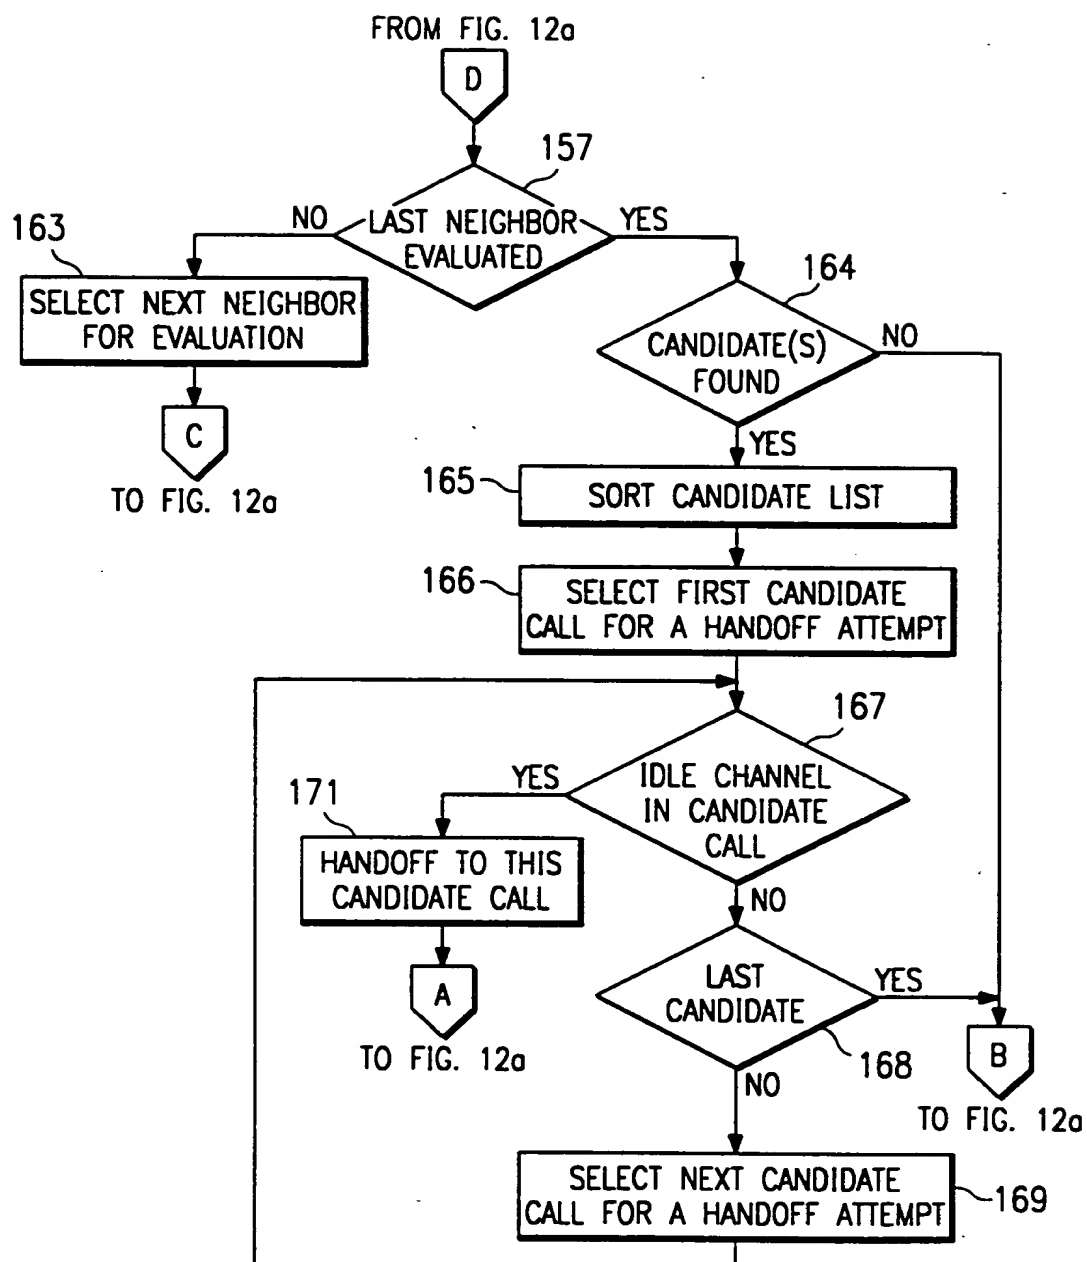 FROM FIG. 12a
D
157
NO
LAST NEIGHBOR
EVALUATED
YES
163
SELECT NEXT NEIGHBOR
FOR EVALUATION
C
TO FIG. 12a
164
CANDIDATE(S)
FOUND
NO
YES
165
SORT CANDIDATE LIST
166
SELECT FIRST CANDIDATE
CALL FOR A HANDOFF ATTEMPT
167
YES
IDLE CHANNEL
IN CANDIDATE
CALL
171
HANDOFF TO THIS
CANDIDATE CALL
NO
A
TO FIG. 12a
LAST
CANDIDATE
YES
168
NO
B
TO FIG. 12a
SELECT NEXT CANDIDATE
CALL FOR A HANDOFF ATTEMPT
169